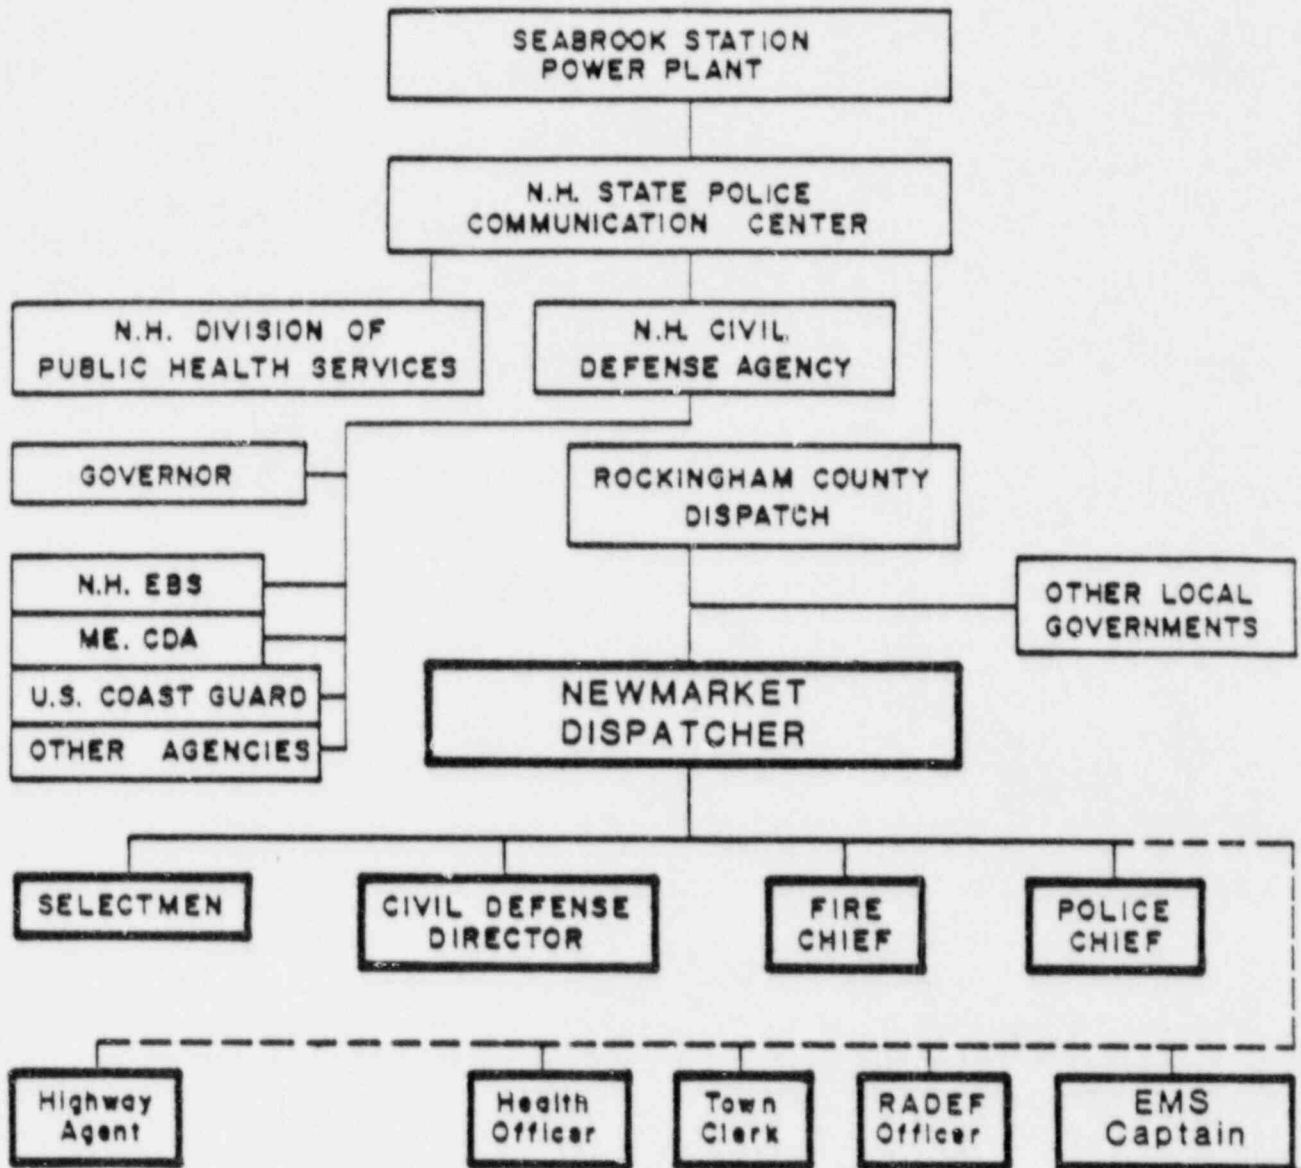 SEABROOK STATION
POWER PLANT
N.H. STATE POLICE
COMMUNICATION CENTER
N.H. DIVISION OF
PUBLIC HEALTH SERVICES
N.H. CIVIL
DEFENSE AGENCY
GOVERNOR
ROCKINGHAM COUNTY
DISPATCH
N.H. EBS
ME. CDA
U.S. COAST GUARD
OTHER AGENCIES
OTHER LOCAL
GOVERNMENTS
NEWMARKET
DISPATCHER
SELECTMEN
CIVIL DEFENSE
DIRECTOR
FIRE
CHIEF
POLICE
CHIEF
Highway
Agent
Health
Officer
Town
Clerk
RADEF
Officer
EMS
Captain